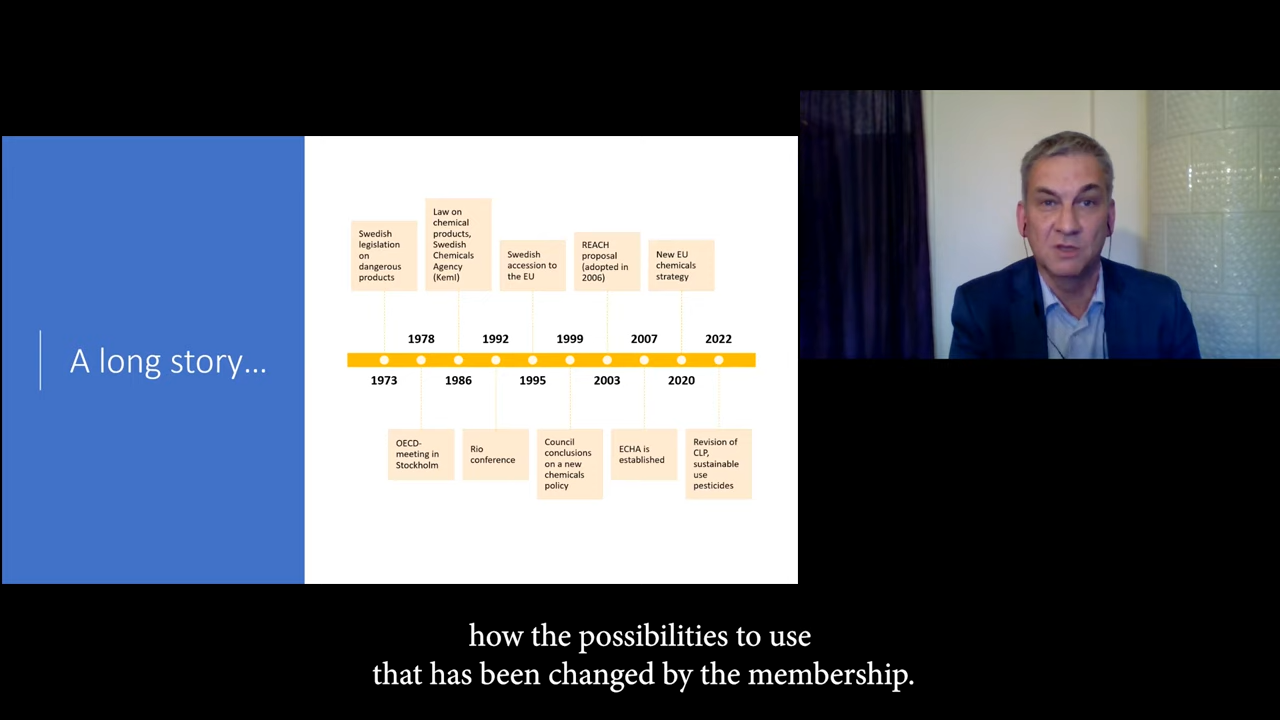 A long story...
Swedish
legislation
on
dangerous
products
Law on
chemical
products,
Swedish
Chemicals
Agency
(KemI)
Swedish
accession to
the EU
REACH
proposal
(adopted in
2006)
New EU
chemicals
strategy
1978
1992
1999
2007
2022
1973
1986
1995
2003
2020
OECD-
meeting in
Stockholm
Rio
conference
Council
conclusions
on a new
chemicals
policy
ECHA is
established
Revision of
CLP,
sustainable
use
pesticides
how the possibilities to use
that has been changed by the membership.